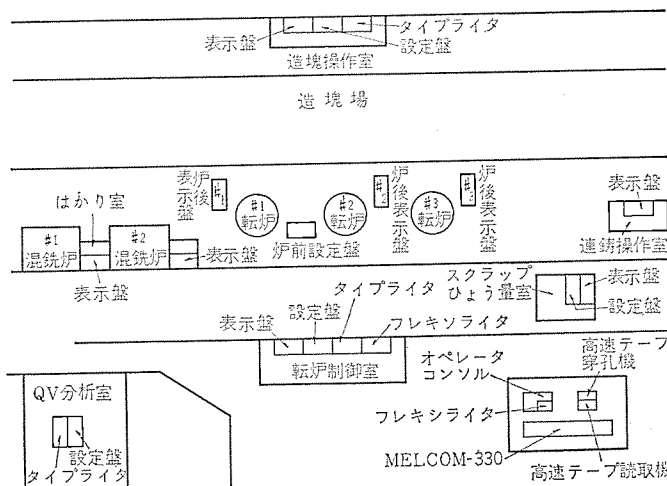 タイプライタ
表示盤
設定盤
造塊操作室
造塊場
#1
炉後表示盤
#2
炉後表示盤
#3
炉後表示盤
#1
転炉
#2
転炉
#3
転炉
炉前設定盤
はかり室
#1
混銑炉
#2
混銑炉
表示盤
表示盤
表示盤
連鋳操作室
スクラップ
ひょう量室
表示盤
設定盤
タイプライタ
設定盤
表示盤
フレキソライタ
転炉制御室
オペレータ
コンソル
高速テープ
穿孔機
フレキシライタ
MELCOM-330
高速テープ読取機
QV分析室
設定盤
タイプライタ